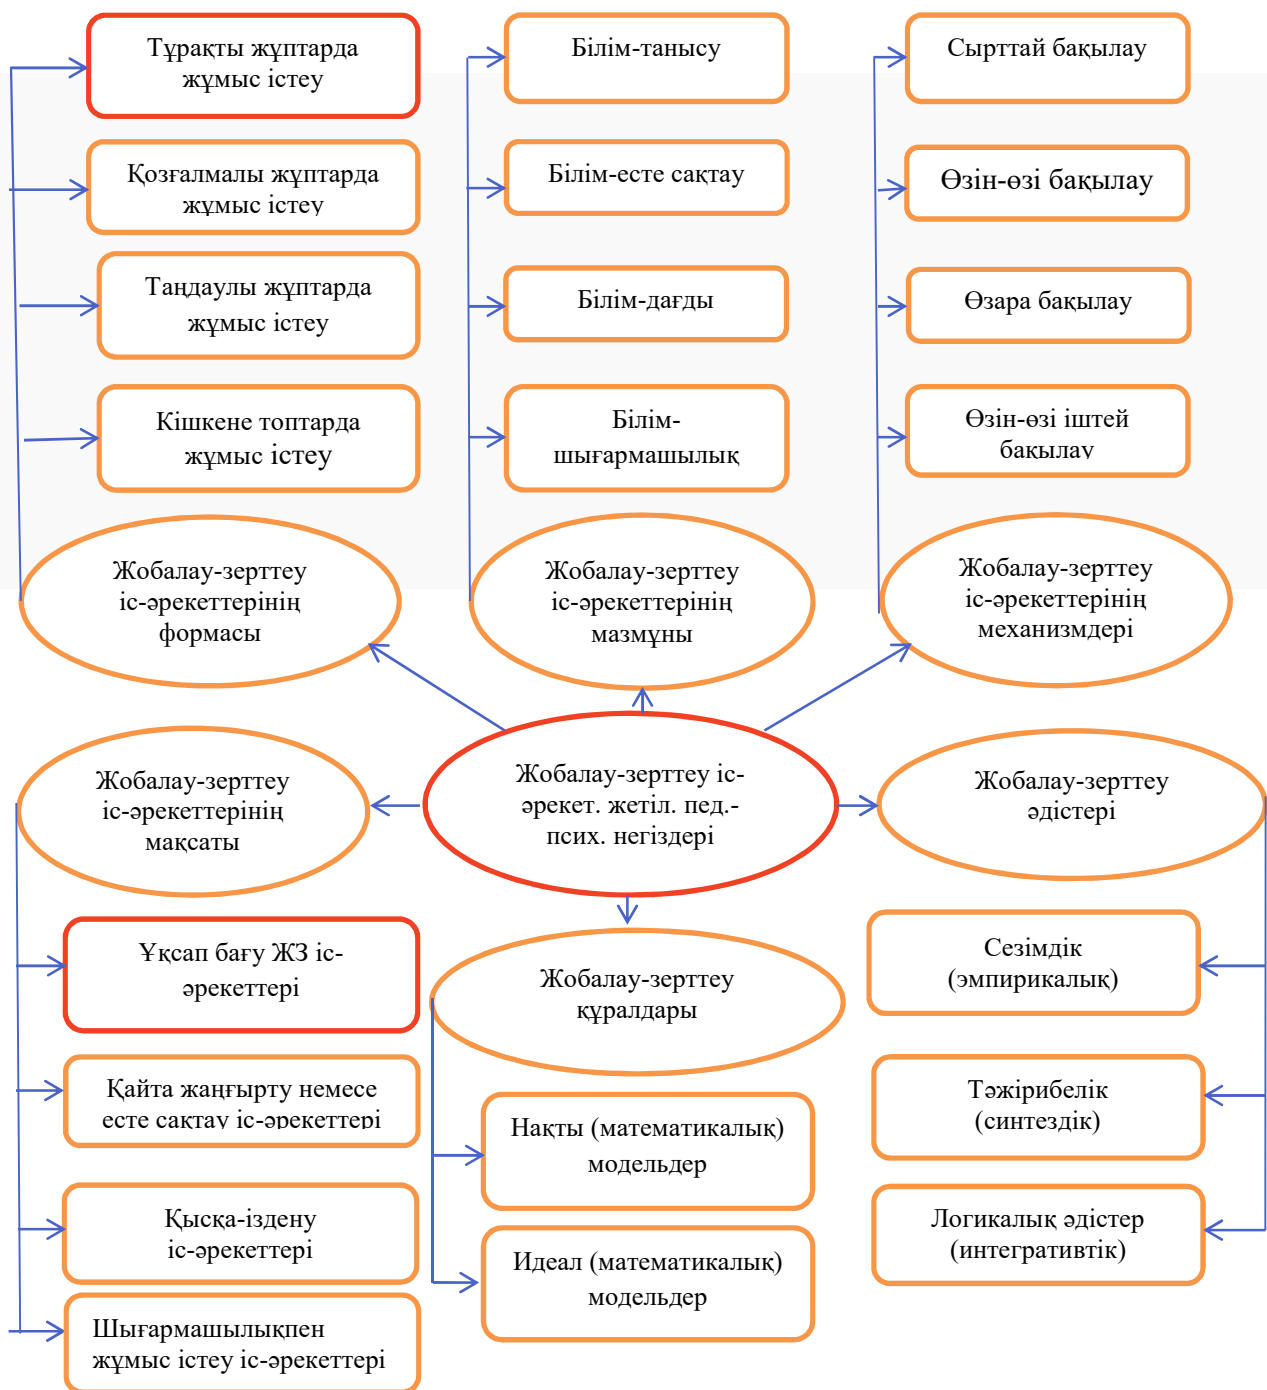 Тұрақты жұптарда
жұмыс істеу
Қозғалмалы жұптарда
жұмыс істеу
Таңдаулы жұптарда
жұмыс істеу
Кішкене топтарда
жұмыс істеу
Жобалау-зерттеу
іс-әрекеттерінің
формасы
Білім-танысу
Білім-есте сақтау
Білім-дағды
Білім-
шығармашылық
Жобалау-зерттеу
іс-әрекеттерінің
мазмұны
Сырттай бақылау
Өзін-өзі бақылау
Өзара бақылау
Өзін-өзі іштей
бақылау
Жобалау-зерттеу
іс-әрекеттерінің
механизмдері
Жобалау-зерттеу іс-
әрекет. жетіл. пед.-
псих. негіздері
Жобалау-зерттеу
іс-әрекеттерінің
мақсаты
Ұқсап бағу ЖЗ іс-
әрекеттері
Қайта жаңғырту немесе
есте сақтау іс-әрекеттері
Қысқа-іздену
іс-әрекеттері
Шығармашылықпен
жұмыс істеу іс-әрекеттері
Жобалау-зерттеу
құралдары
Нақты (математикалық)
модельдер
Идеал (математикалық)
модельдер
Жобалау-зерттеу
әдістері
Сезімдік
(эмпирикалық)
Тәжірибелік
(синтездік)
Логикалық әдістер
(интегративтік)